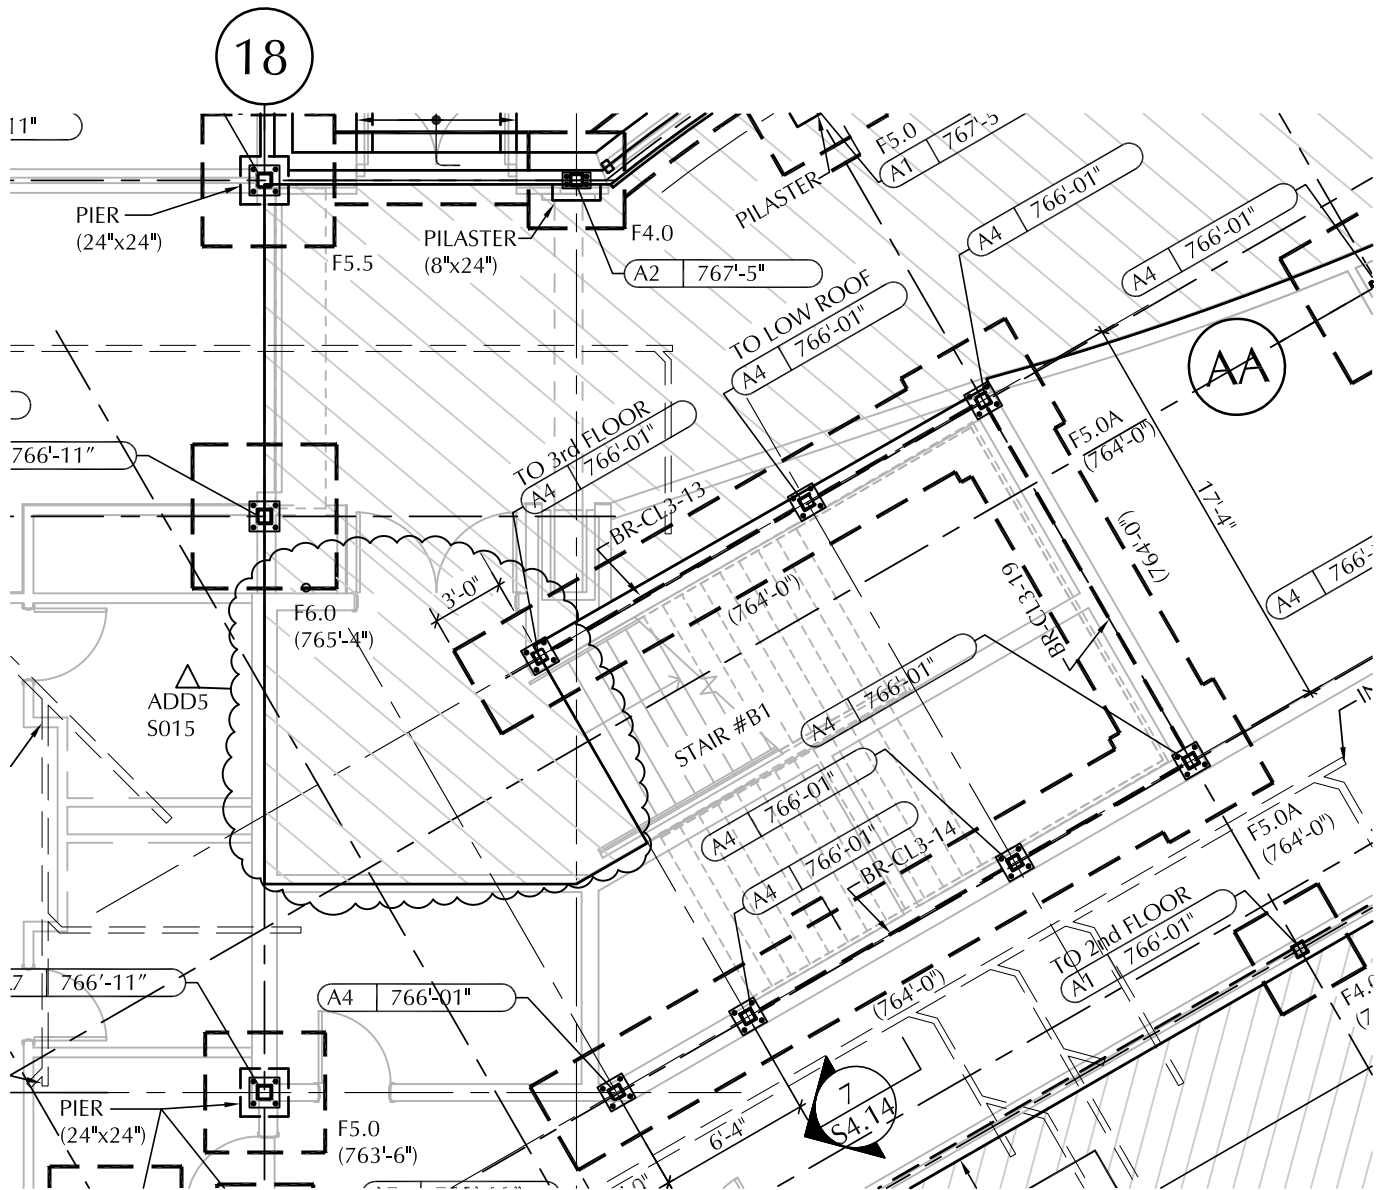 18
11"
PIER
(24"x24")
F5.5
PILASTER
(8"x24")
F4.0
A2 767'-5"
PILASTER
F5.0
A1 767'-5
A4 766'-01"
A4 766'-01"
TO LOW ROOF
A4 766'-01"
AA
TO 3rd FLOOR
A4 766'-01"
BR-CL3-13
F5.0A
(764'-0")
17'-4"
(764'-0")
766'-11"
3'-0"
F6.0
(765'-4")
(764'-0")
BR-CL3-19
A4 766'-
ADD5
S015
STAIR #B1
A4 766'-01"
A4 766'-01"
A4 766'-01"
BR-CL3-14
IN
F5.0A
(764'-0")
TO 2nd FLOOR
A1 766'-01"
(764'-0")
.7 766'-11"
A4 766'-01"
F4.0
(7
PIER
(24"x24")
F5.0
(763'-6")
7
S4.14
6'-4"